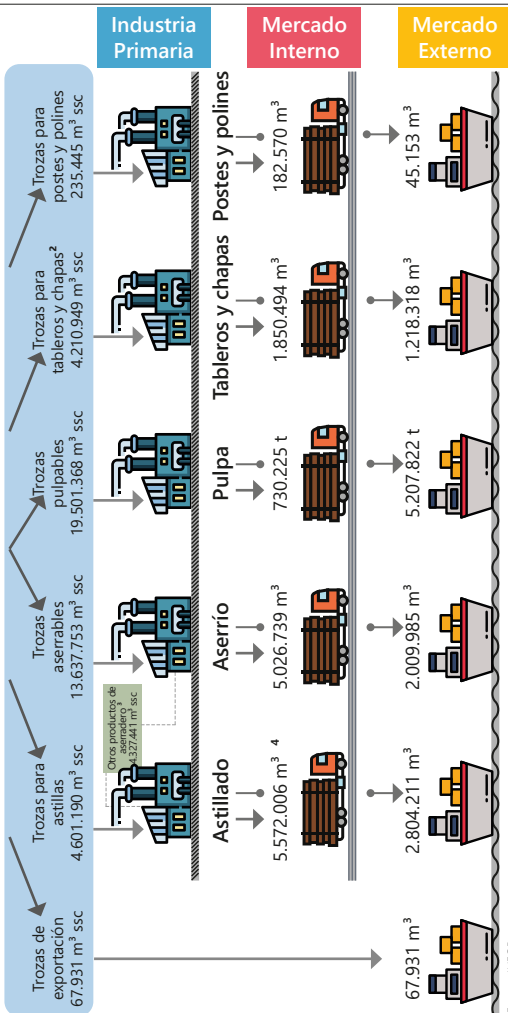 Industria
Primaria
Mercado
Interno
Mercado
Externo
Trozas de
exportación
67.931 m³ ssc
Trozas para
astillas
4.601.190 m³ ssc
Trozas
aserrables
13.637.753 m³ ssc
Trozas
pulpables
19.501.368 m³ ssc
Trozas para
tableros y chapas²
4.210.949 m³ ssc
Trozas para
postes y polines
235.445 m³ ssc
Otros productos de
aserradero ³
4.327.441 m³ ssc
Astillado
Aserrío
Pulpa
Tableros y chapas
Postes y polines
5.572.006 m³ ⁴
5.026.739 m³
730.225 t
1.850.494 m³
182.570 m³
67.931 m³
2.804.211 m³
2.009.985 m³
5.207.822 t
1.218.318 m³
45.153 m³